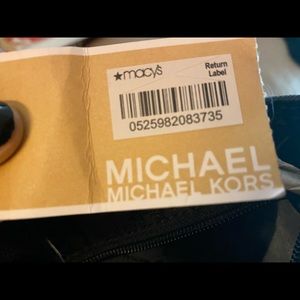 ★macy's
Return
Label
0525982083735
MICHAEL
MICHAEL KORS